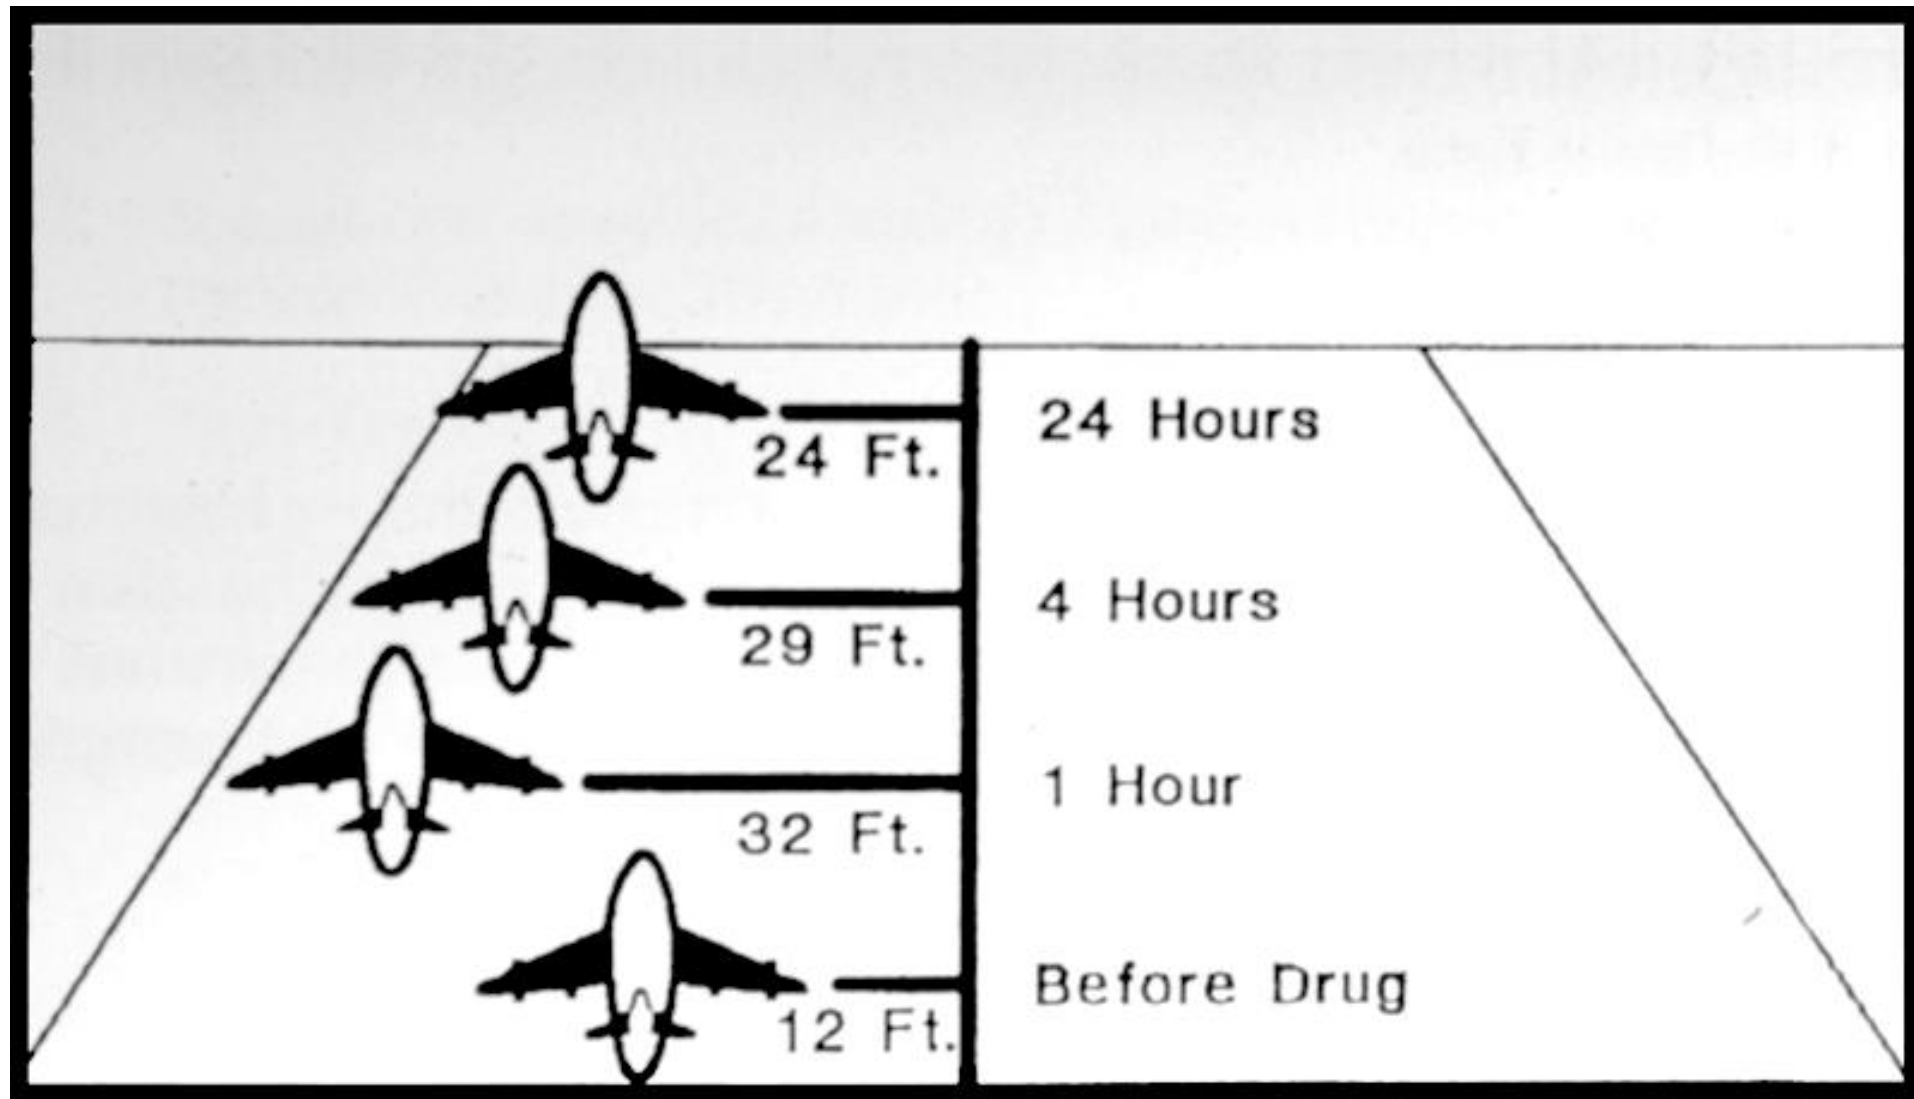 24 Hours
24 Ft.
4 Hours
29 Ft.
1 Hour
32 Ft.
Before Drug
12 Ft.